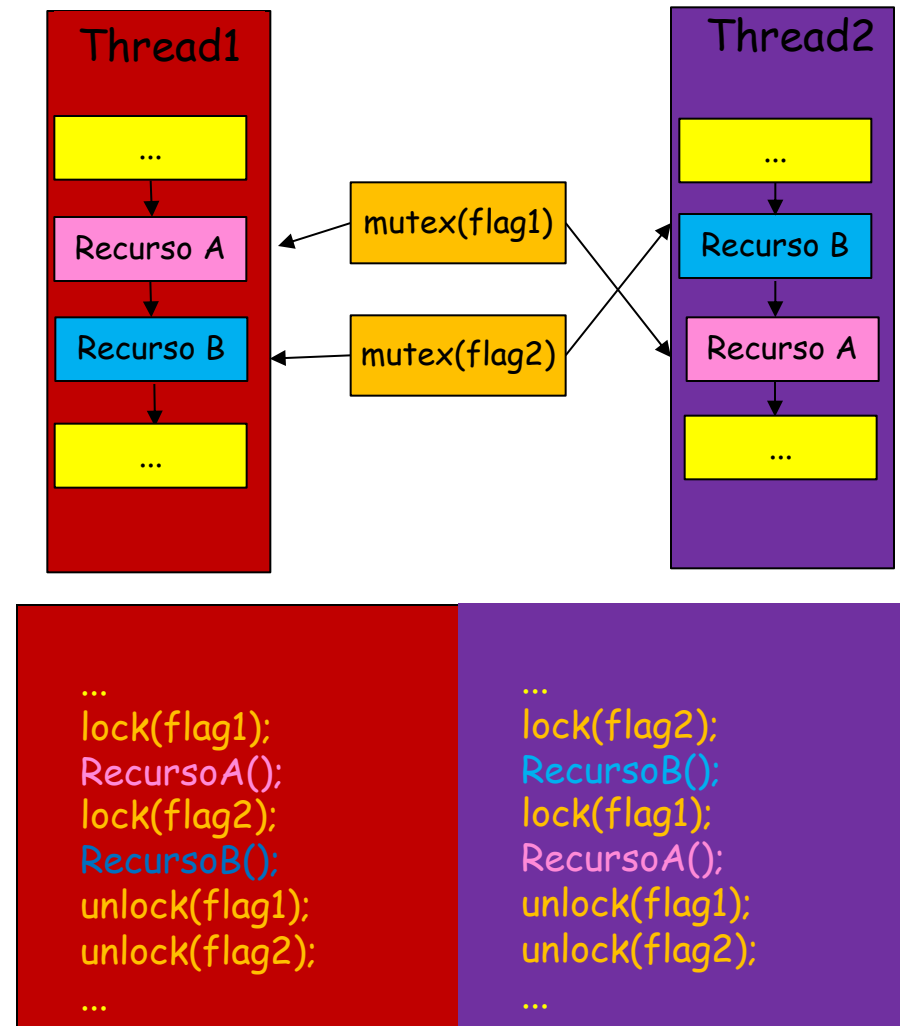 Thread1
...
Recurso A
Recurso B
...
mutex(flag1)
mutex(flag2)
Thread2
...
Recurso B
Recurso A
...
...
lock(flag1);
RecursoA();
lock(flag2);
RecursoB();
unlock(flag1);
unlock(flag2);
...
...
lock(flag2);
RecursoB();
lock(flag1);
RecursoA();
unlock(flag1);
unlock(flag2);
...